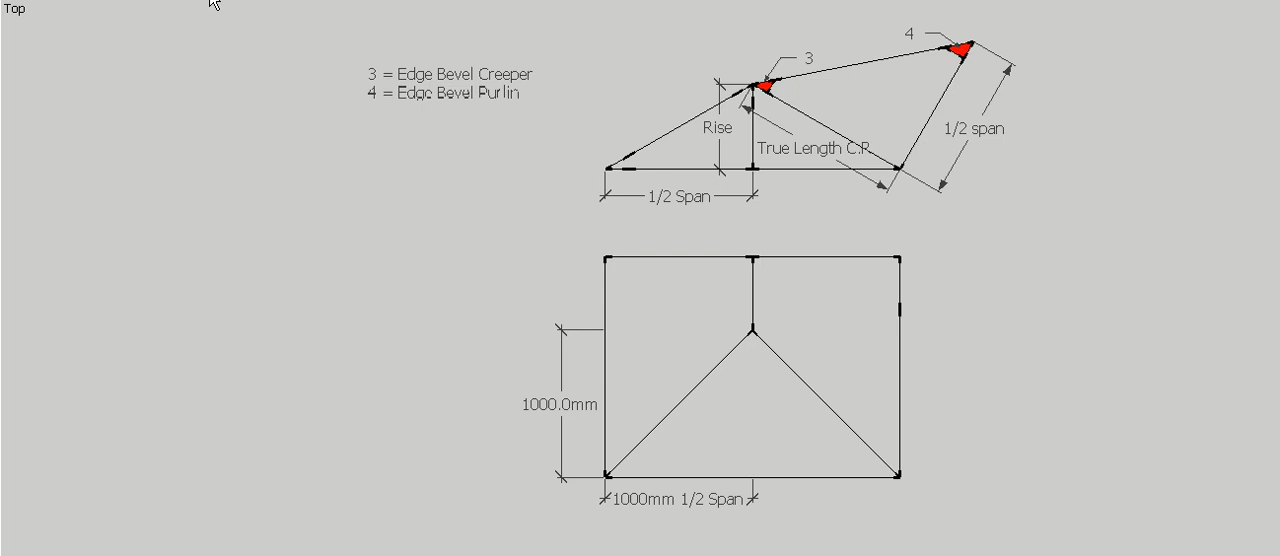 Top
4
3
3 = Edge Bevel Creeper
4 = Edge Bevel Purlin
Rise
1/2 span
True Length C.R.
1/2 Span
1000.0mm
1000mm 1/2 Span